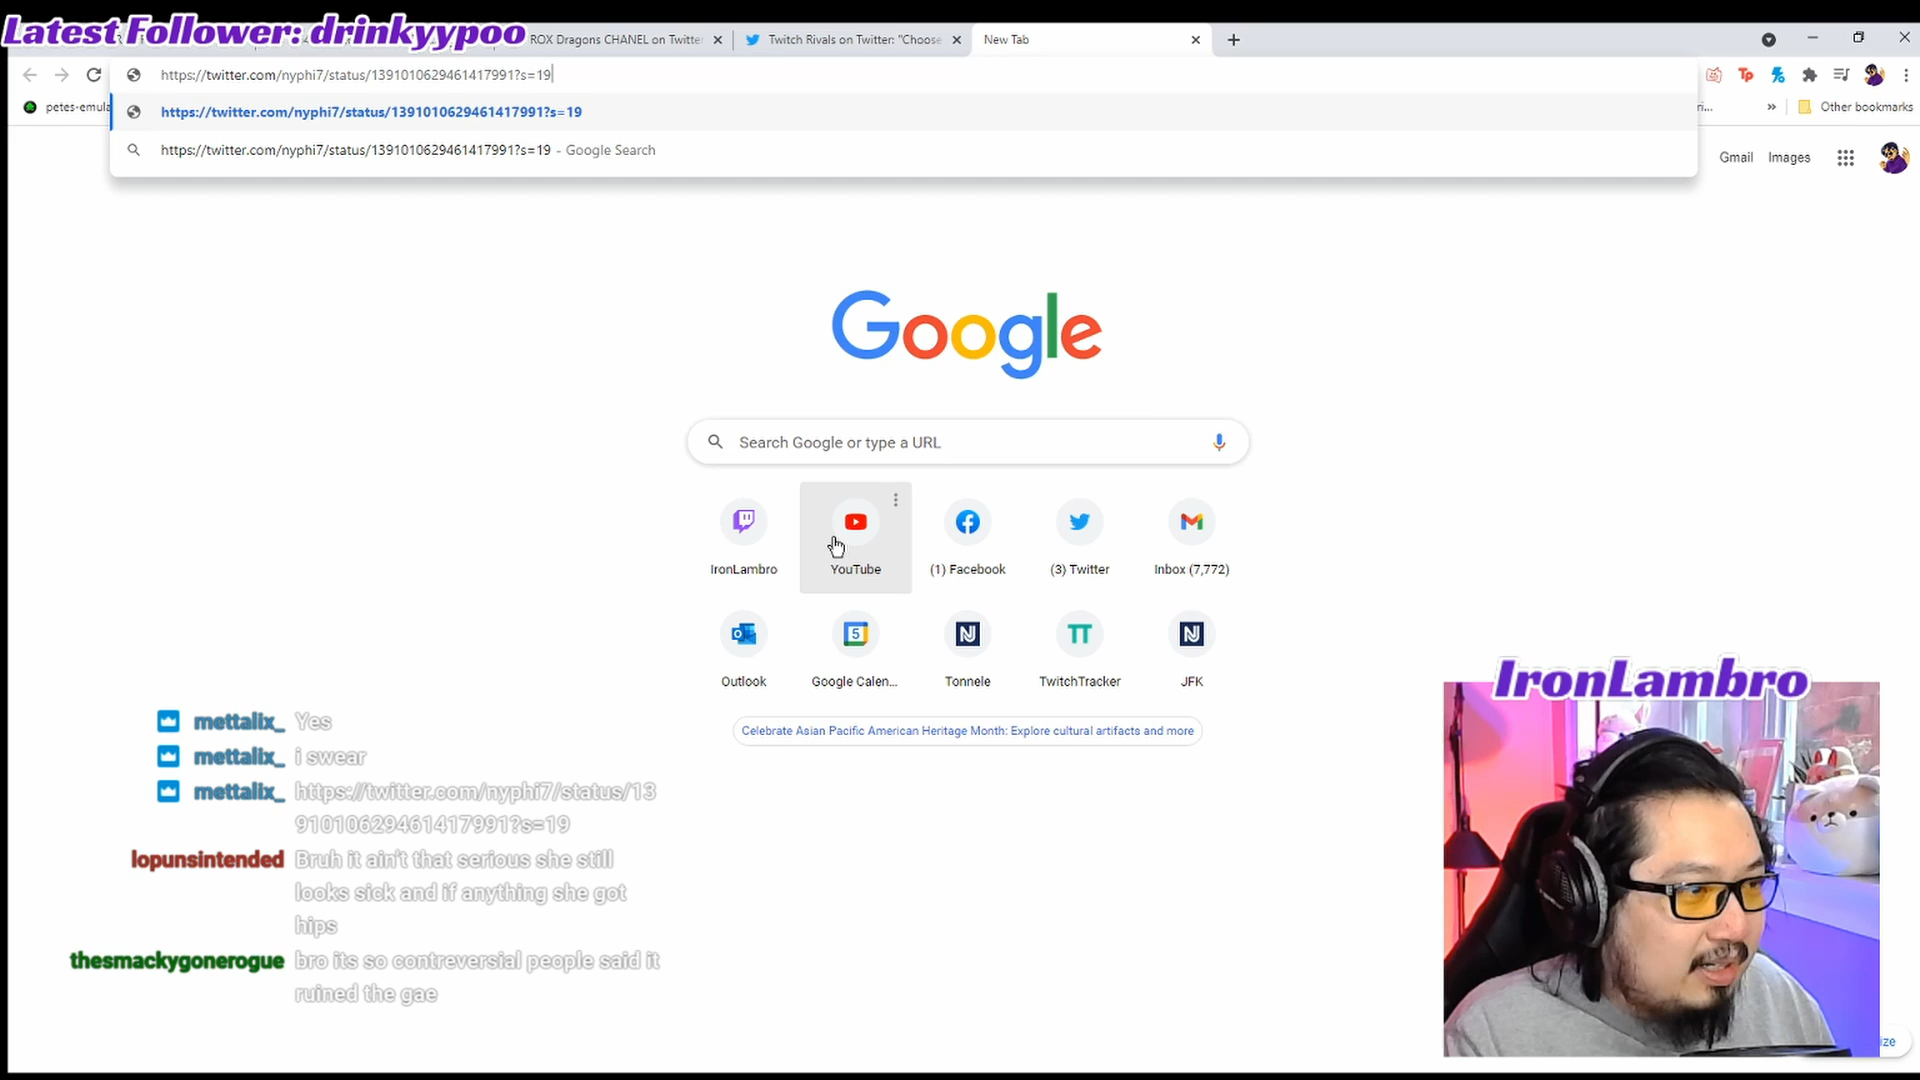 Latest Follower: drinkyypoo
ROX Dragons CHANEL on Twitter
Twitch Rivals on Twitter: "Choose
New Tab
https://twitter.com/nyphi7/status/1391010629461417991?s=19
petes-emula
Other bookmarks
https://twitter.com/nyphi7/status/1391010629461417991?s=19
https://twitter.com/nyphi7/status/1391010629461417991?s=19 - Google Search
Gmail Images
Google
Search Google or type a URL
IronLambro YouTube (1) Facebook (3) Twitter Inbox (7,772)
Outlook Google Calen... Tonnele TwitchTracker JFK
Celebrate Asian Pacific American Heritage Month: Explore cultural artifacts and more
IronLambro
mettalix_ Yes
mettalix_ i swear
mettalix_ https://twitter.com/nyphi7/status/13
91010629461417991?s=19
lopunsintended Bruh it ain't that serious she still
looks sick and if anything she got
hips
thesmackygonerogue bro its so contreversial people said it
ruined the gae
ize